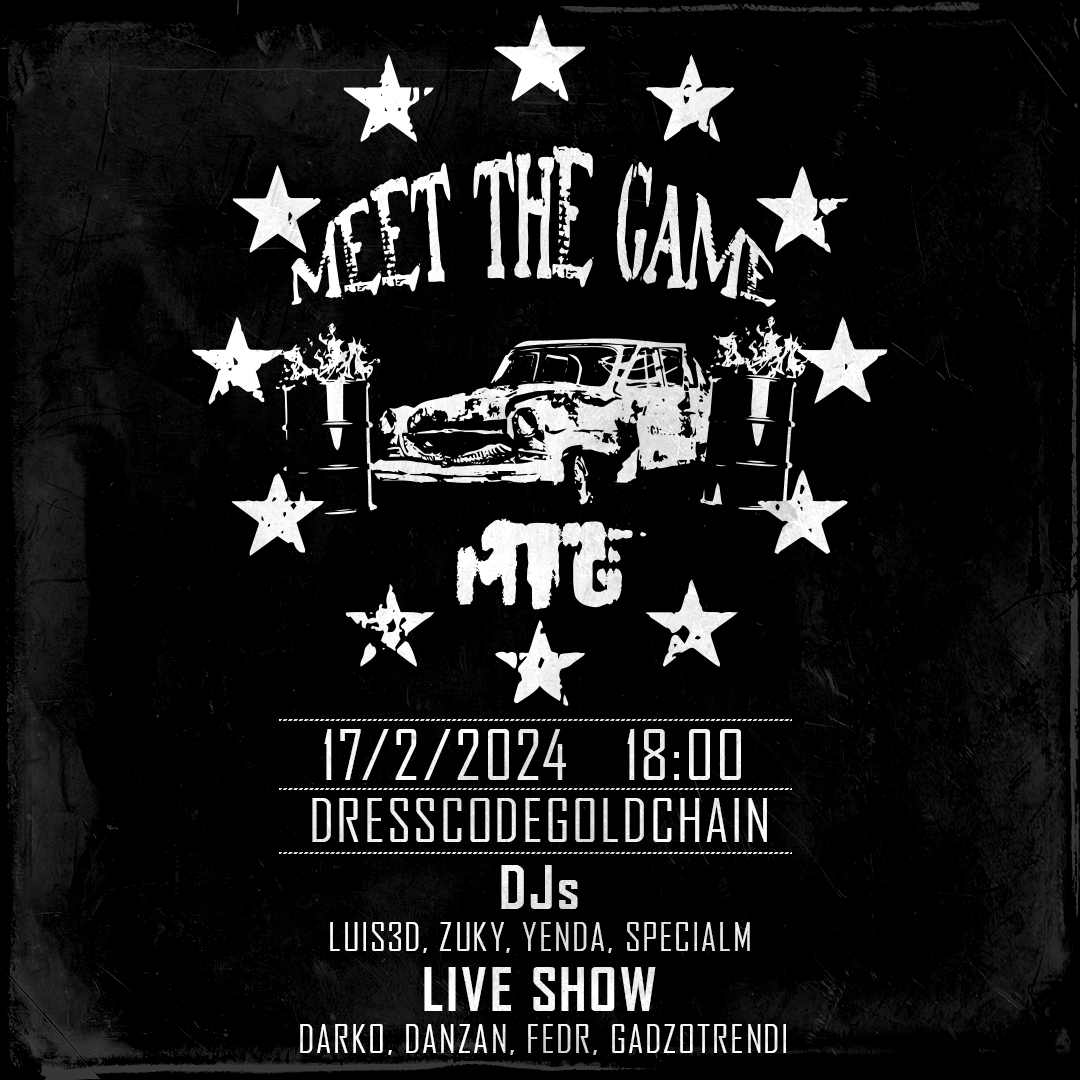 MEET THE GAME
MTG
17/2/2024 18:00
DRESSCODEGOLDCHAIN
DJs
LUIS3D, ZUKY, YENDA, SPECIALM
LIVE SHOW
DARKO, DANZAN, FEDR, GADZOTRENDI